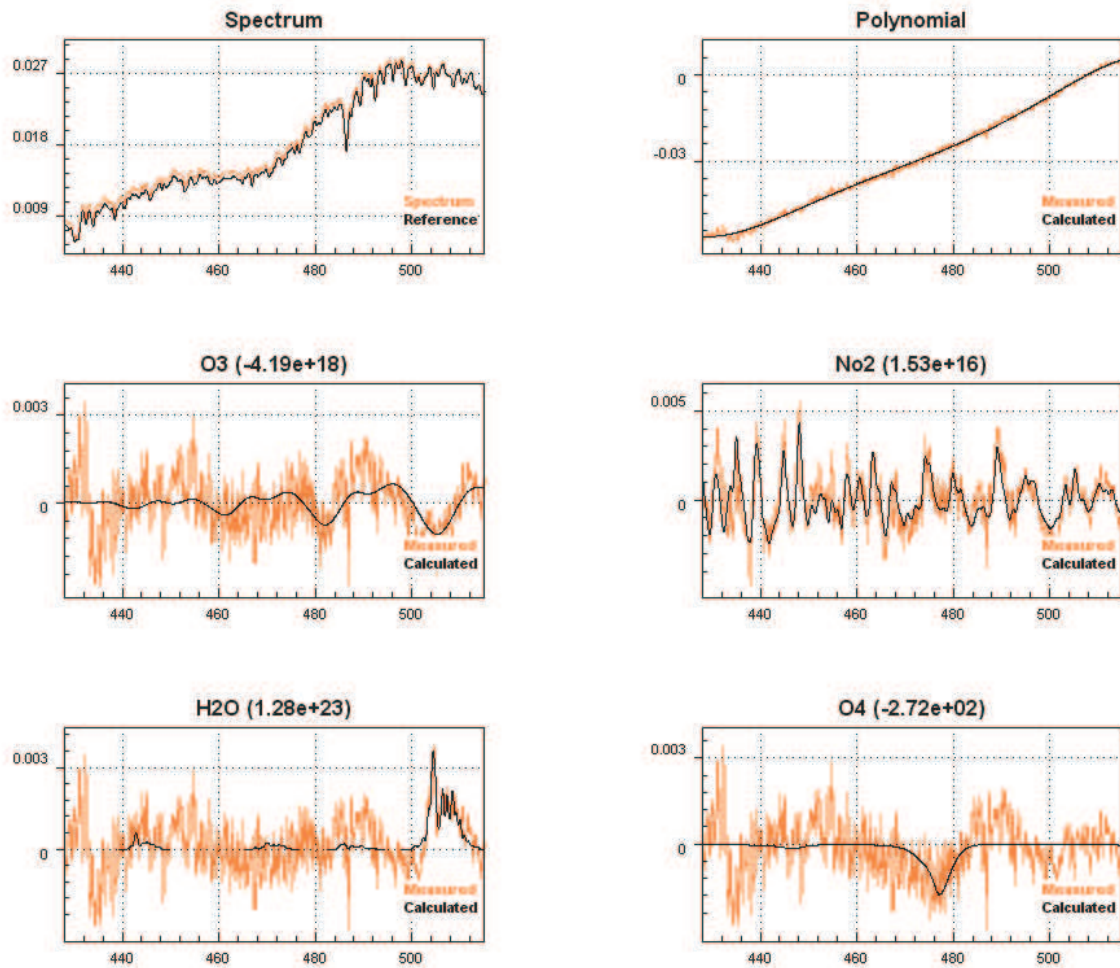 Spectrum
0.027
0.018
0.009
Spectrum
Reference
440 460 480 500
Polynomial
0
-0.03
Measured
Calculated
440 460 480 500
O3 (-4.19e+18)
0.003
0
Measured
Calculated
440 460 480 500
No2 (1.53e+16)
0.005
0
Measured
Calculated
440 460 480 500
H2O (1.28e+23)
0.003
0
Measured
Calculated
440 460 480 500
O4 (-2.72e+02)
0.003
0
Measured
Calculated
440 460 480 500